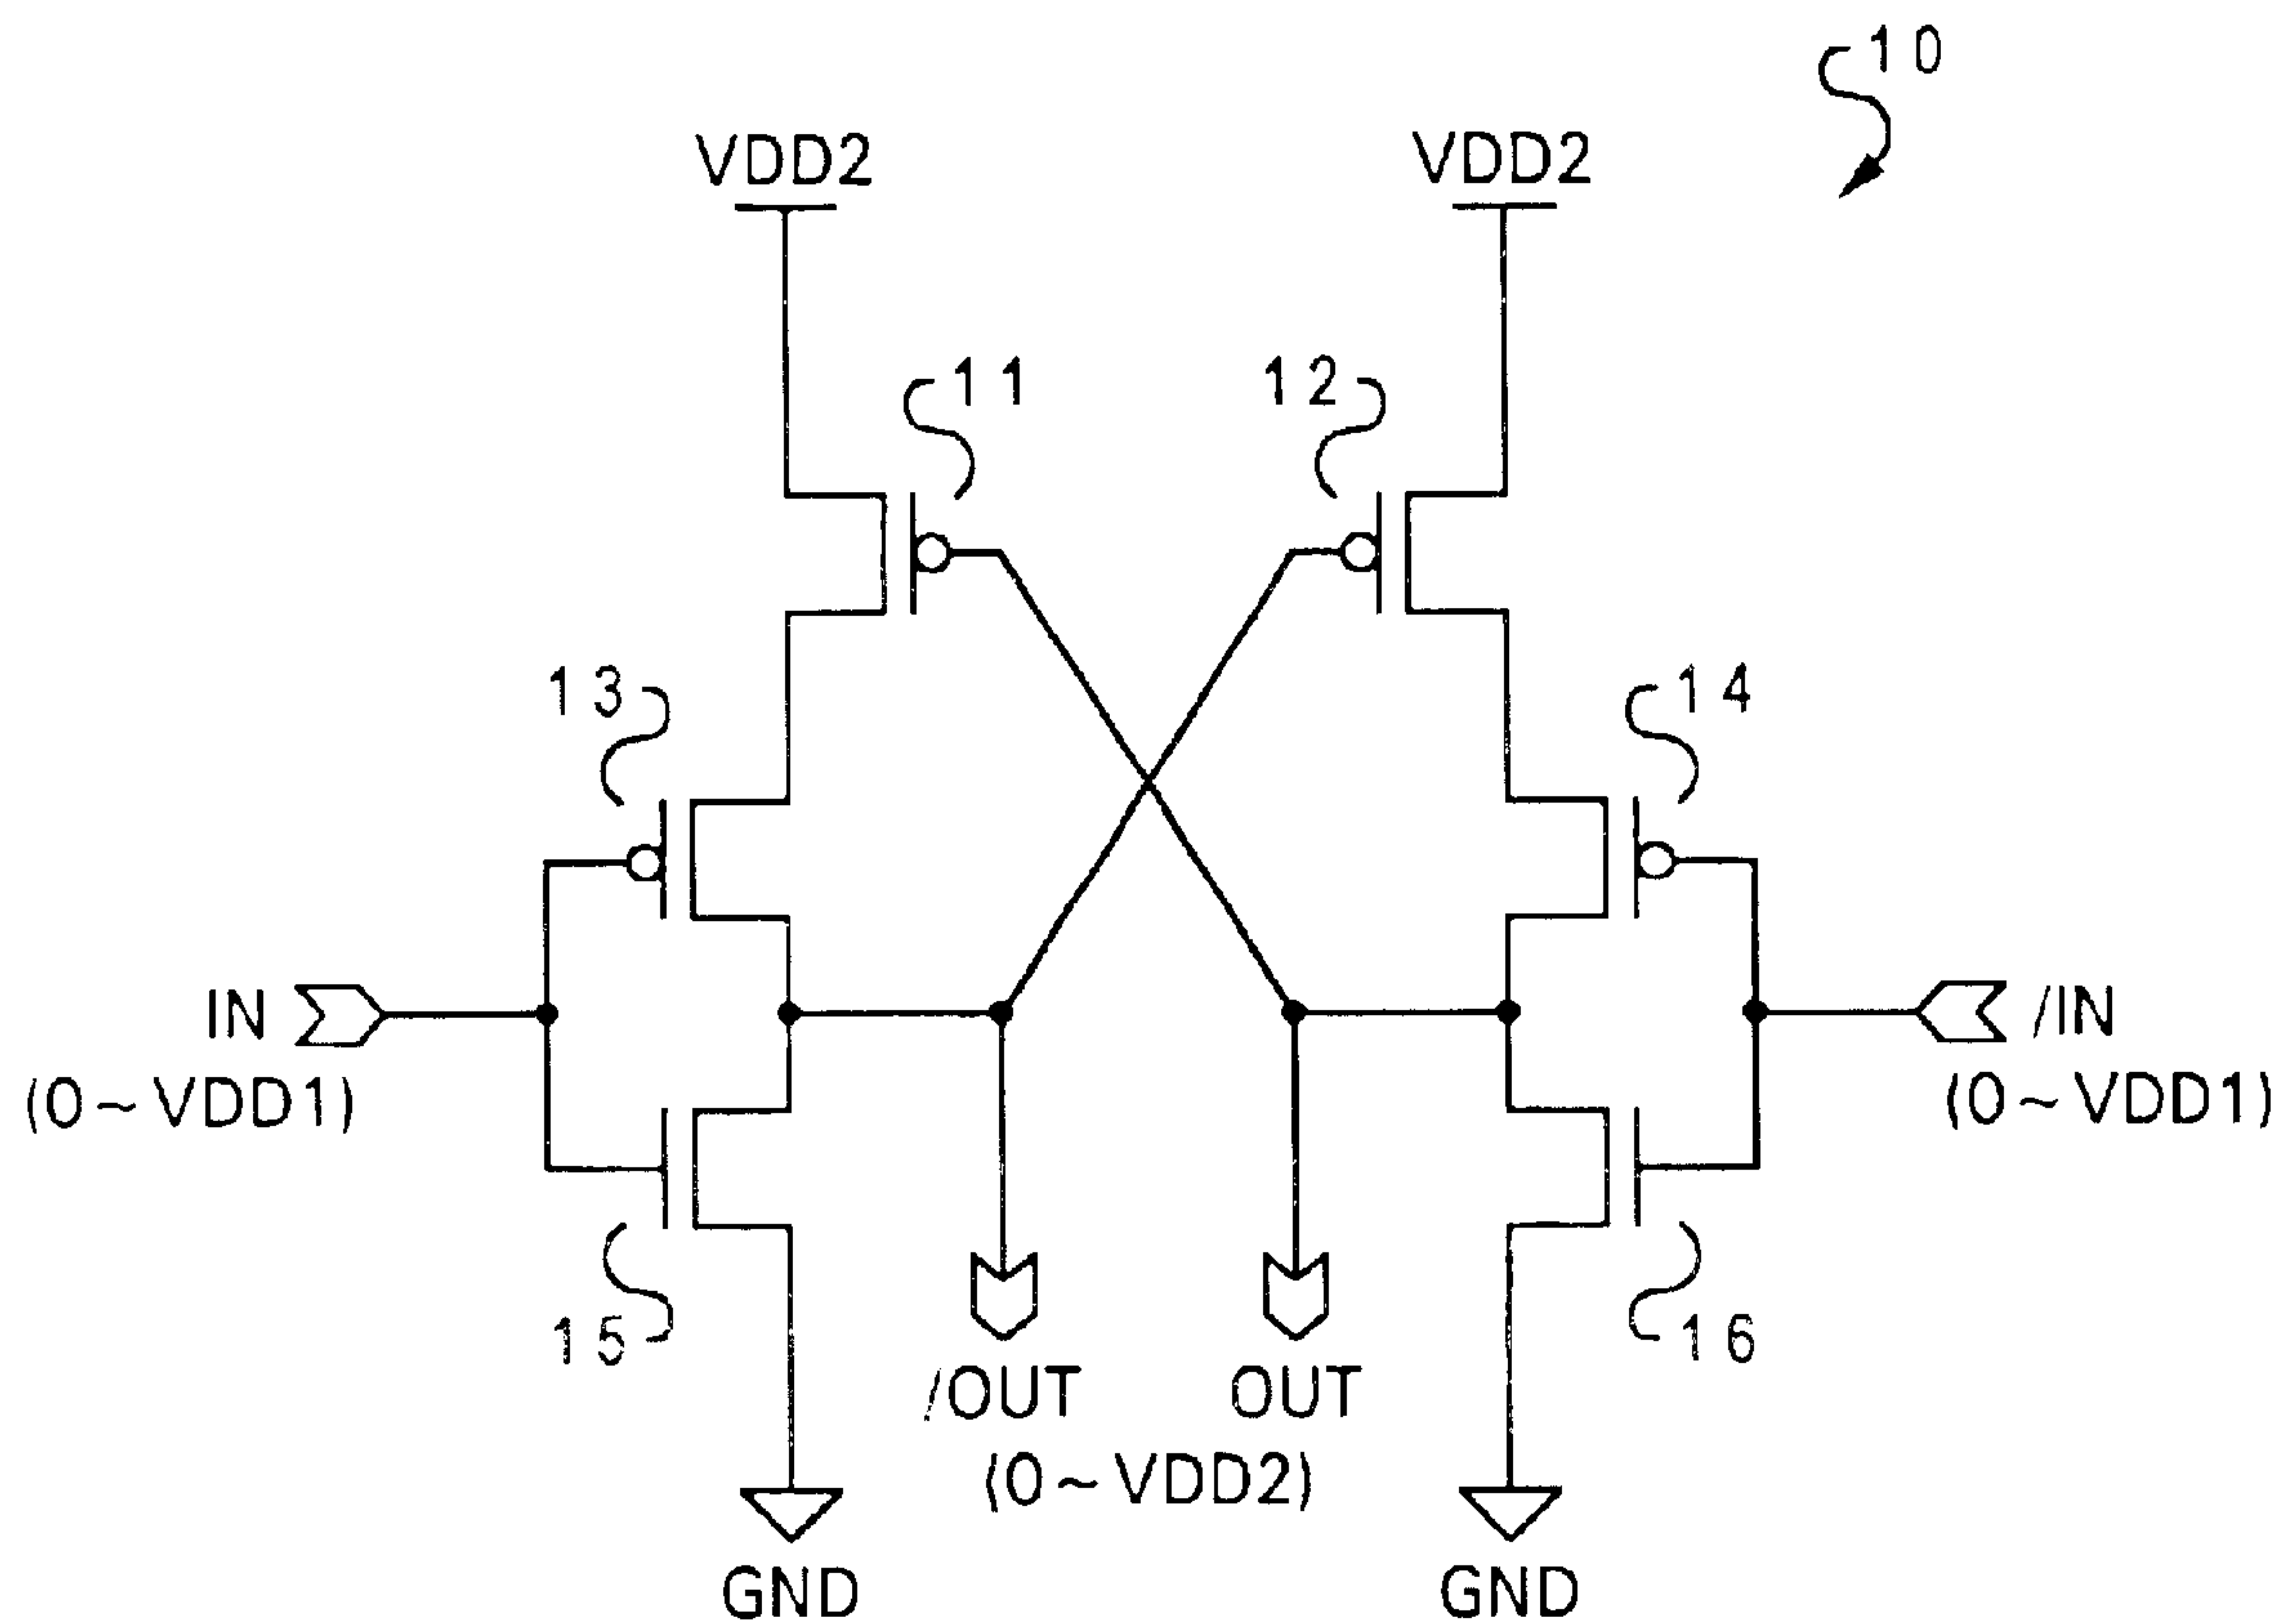 10
VDD2 VDD2
11 12
13 14
IN /IN
(0~VDD1) (0~VDD1)
15 16
/OUT OUT
(0~VDD2)
GND GND